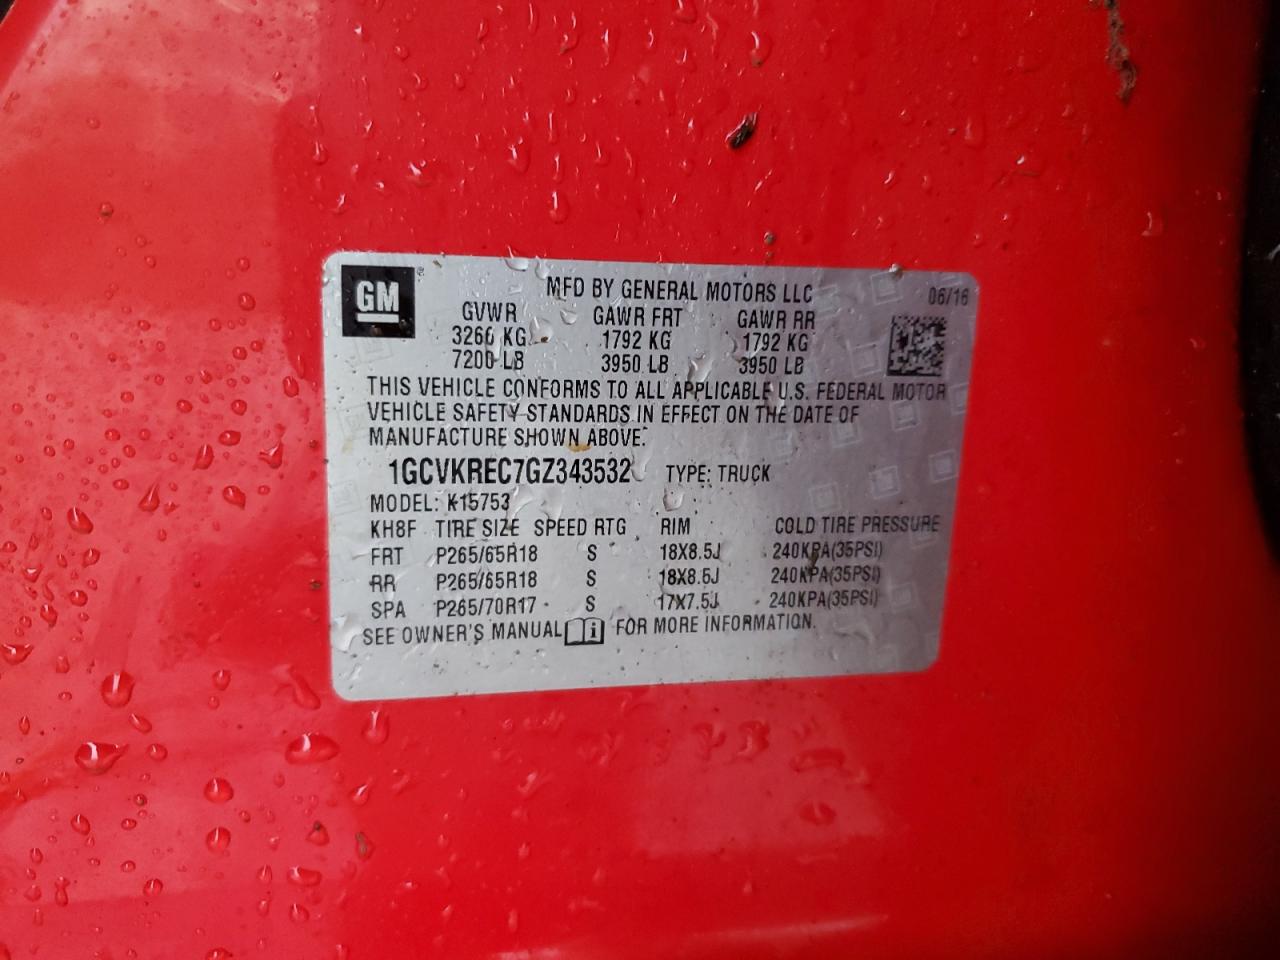 GM
MFD BY GENERAL MOTORS LLC 06/16
GVWR GAWR FRT GAWR RR
3266 KG 1792 KG 1792 KG
7200 LB 3950 LB 3950 LB
THIS VEHICLE CONFORMS TO ALL APPLICABLE U.S. FEDERAL MOTOR
VEHICLE SAFETY STANDARDS IN EFFECT ON THE DATE OF
MANUFACTURE SHOWN ABOVE.
1GCVKREC7GZ343532 TYPE: TRUCK
MODEL: K15753
KH8F TIRE SIZE SPEED RTG RIM COLD TIRE PRESSURE
FRT P265/65R18 S 18X8.5J 240KPA(35PSI)
RR P265/65R18 S 18X8.5J 240KPA(35PSI)
SPA P265/70R17 S 17X7.5J 240KPA(35PSI)
SEE OWNER'S MANUAL i FOR MORE INFORMATION.